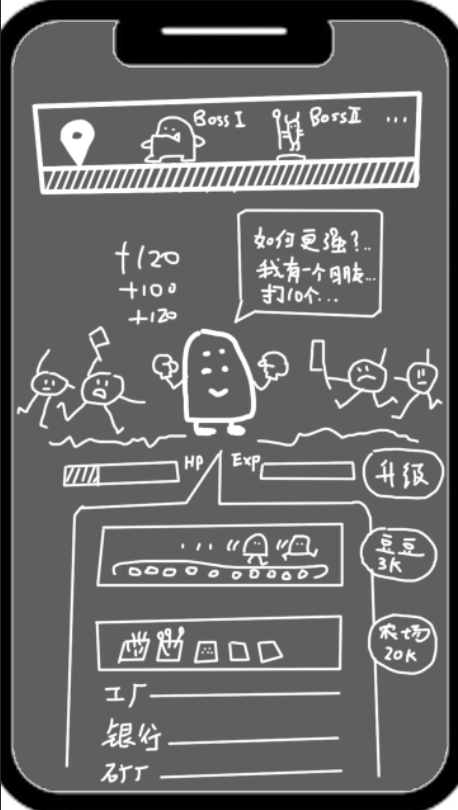 Boss I
Boss II
...
+120
+100
+120
如何更强?..
我有一个朋友...
打10个...
HP
Exp
升级
豆豆
3K
农场
20K
工厂
银行
矿厂